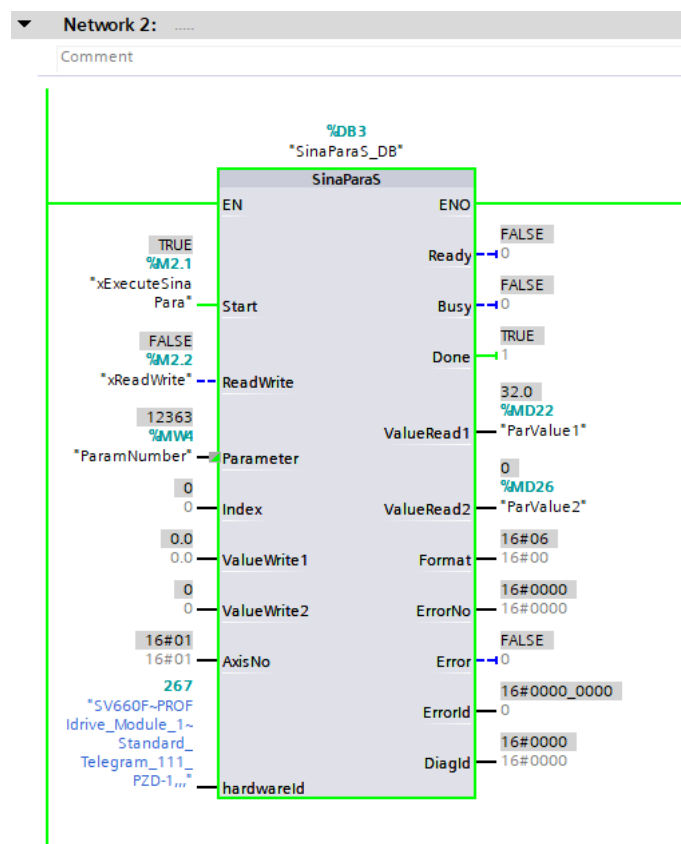 Network 2: .....
Comment
%DB3
"SinaParaS_DB"
SinaParaS
EN ENO
TRUE
%M2.1
"xExecuteSina
Para"
Start
FALSE
%M2.2
"xReadWrite"
ReadWrite
12363
%MW4
"ParamNumber"
Parameter
0
0
Index
0.0
0.0
ValueWrite1
0
0
ValueWrite2
16#01
16#01
AxisNo
267
"SV660F~PROF
Idrive_Module_1~
Standard_
Telegram_111_
PZD-1,,,"
hardwareId
FALSE
Ready
0
FALSE
Busy
0
TRUE
Done
1
32.0
%MD22
ValueRead1
"ParValue1"
0
%MD26
ValueRead2
"ParValue2"
16#06
Format
16#00
16#0000
ErrorNo
16#0000
FALSE
Error
0
16#0000_0000
ErrorId
0
16#0000
DiagId
16#0000